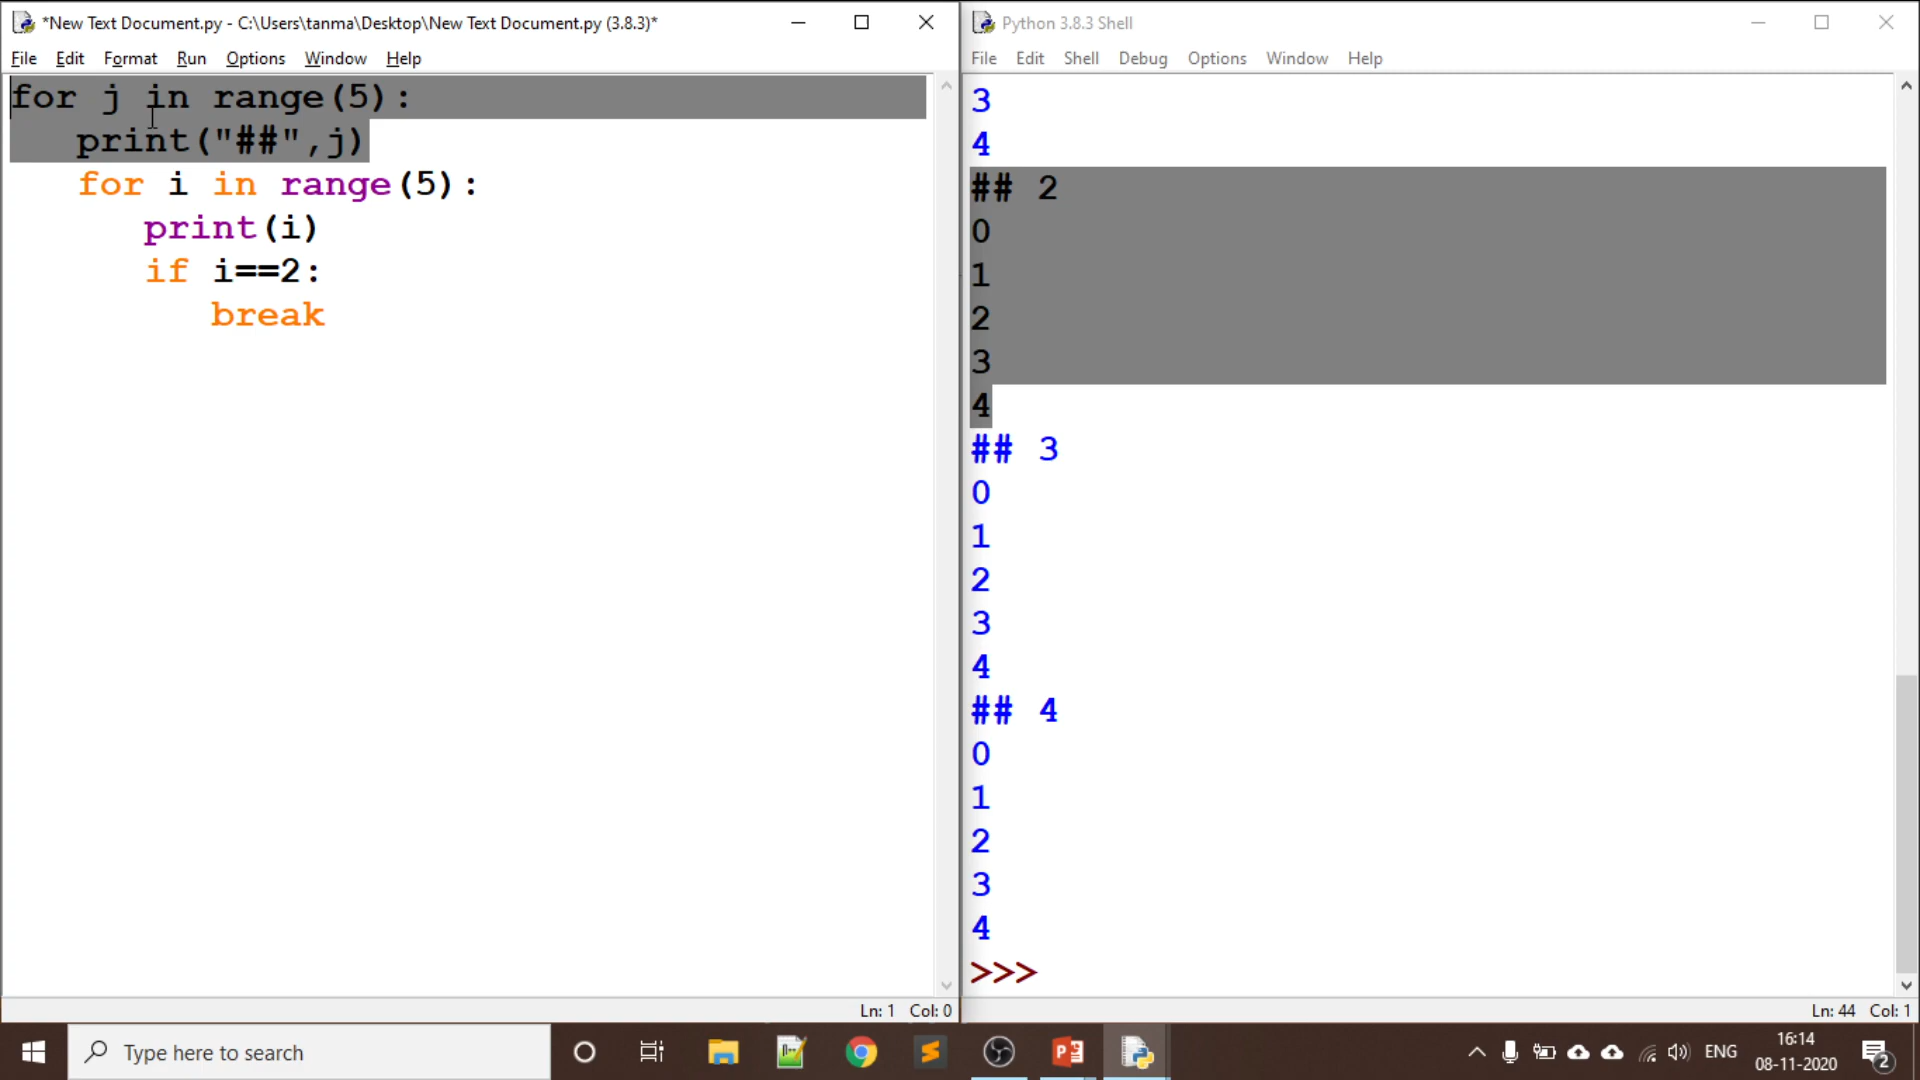 *New Text Document.py - C:\Users\tanma\Desktop\New Text Document.py (3.8.3)*
File Edit Format Run Options Window Help
for j in range(5):
   print("##",j)
   for i in range(5):
      print(i)
      if i==2:
         break
Ln: 1 Col: 0
Python 3.8.3 Shell
File Edit Shell Debug Options Window Help
3
4
## 2
0
1
2
3
4
## 3
0
1
2
3
4
## 4
0
1
2
3
4
>>>
Ln: 44 Col: 1
Type here to search
ENG
16:14
08-11-2020
2